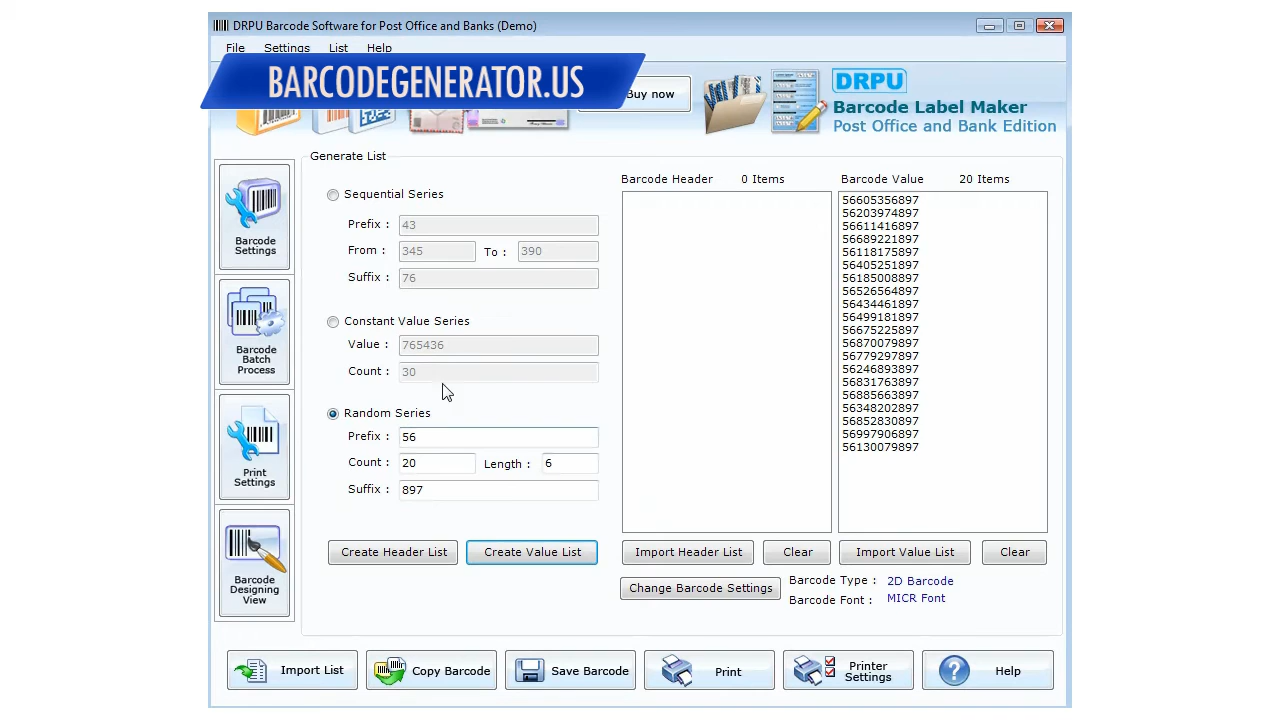 DRPU Barcode Software for Post Office and Banks (Demo)
File Settings List Help
BARCODEGENERATOR.US
Buy now
DRPU
Barcode Label Maker
Post Office and Bank Edition
Barcode Settings
Barcode Batch Process
Print Settings
Barcode Designing View
Generate List
Sequential Series
Prefix : 43
From : 345 To : 390
Suffix : 76
Constant Value Series
Value : 765436
Count : 30
Random Series
Prefix : 56
Count : 20 Length : 6
Suffix : 897
Create Header List Create Value List
Barcode Header 0 Items
Barcode Value 20 Items
56605356897
56203974897
56611416897
56689221897
56118175897
56405251897
56185008897
56526564897
56434461897
56499181897
56675225897
56870079897
56779297897
56246893897
56831763897
56885663897
56348202897
56852830897
56997906897
56130079897
Import Header List Clear Import Value List Clear
Change Barcode Settings
Barcode Type : 2D Barcode
Barcode Font : MICR Font
Import List Copy Barcode Save Barcode Print Printer Settings Help